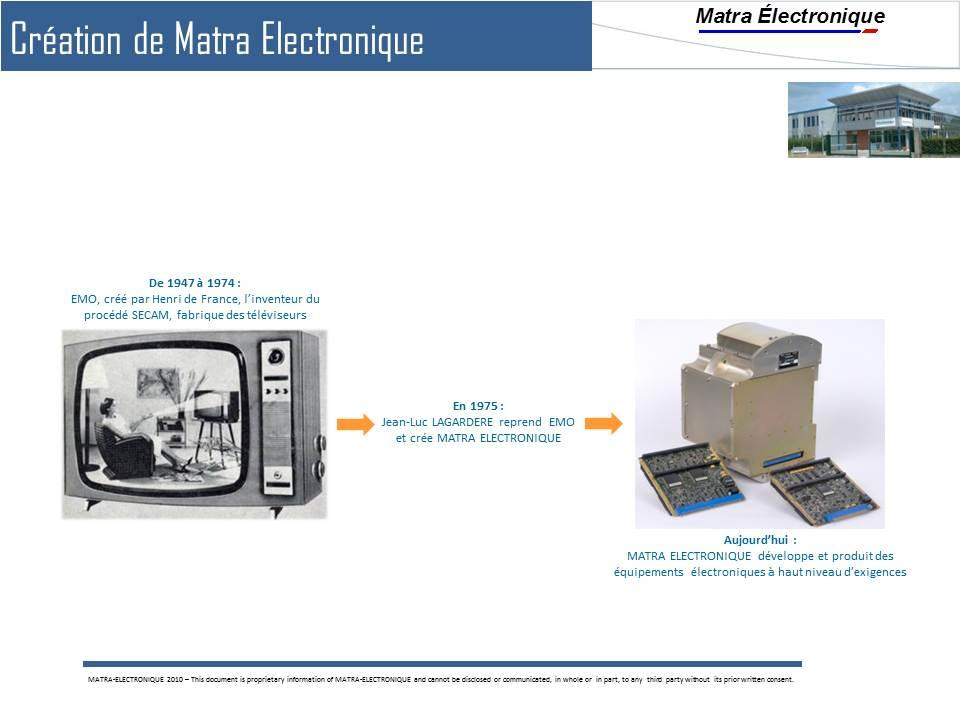 Création de Matra Electronique
Matra Électronique
De 1947 à 1974 :
EMO, créé par Henri de France, l’inventeur du
procédé SECAM, fabrique des téléviseurs
En 1975 :
Jean-Luc LAGARDERE reprend EMO
et crée MATRA ELECTRONIQUE
Aujourd’hui :
MATRA ELECTRONIQUE développe et produit des
équipements électroniques à haut niveau d’exigences
MATRA-ELECTRONIQUE 2010 – This document is proprietary information of MATRA-ELECTRONIQUE and cannot be disclosed or communicated, in whole or in part, to any third party without its prior written consent.